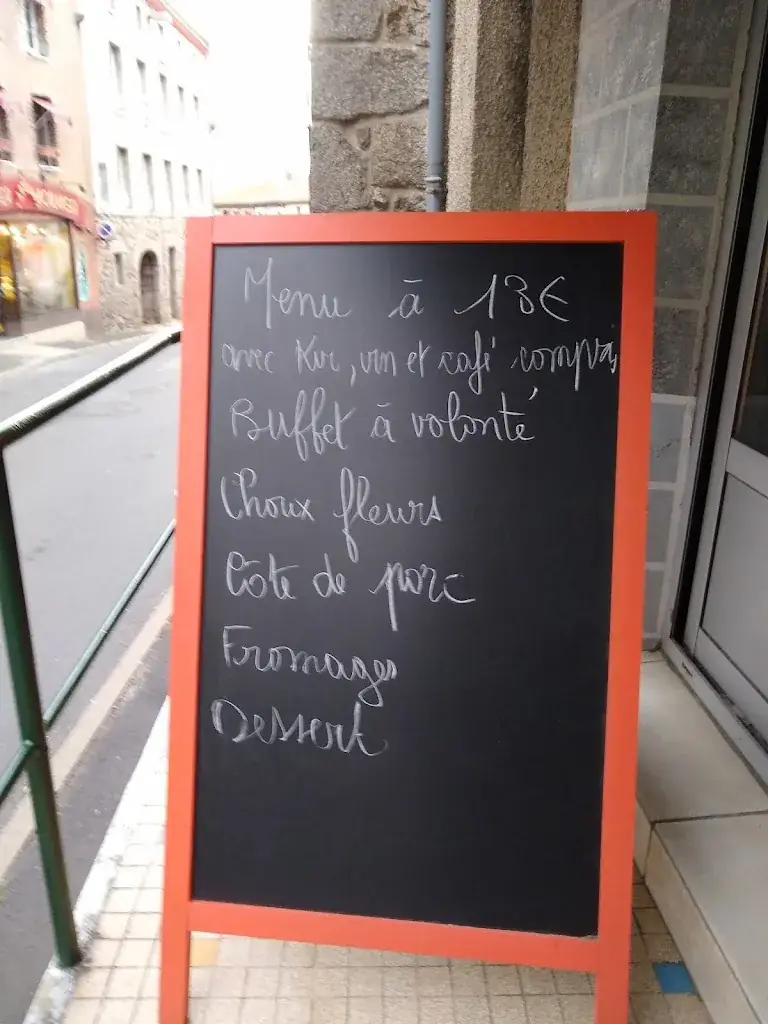 Menu à 13€
avec Kir, vin et café compris
Buffet à volonté
Choux fleurs
Côte de porc
Fromages
Dessert